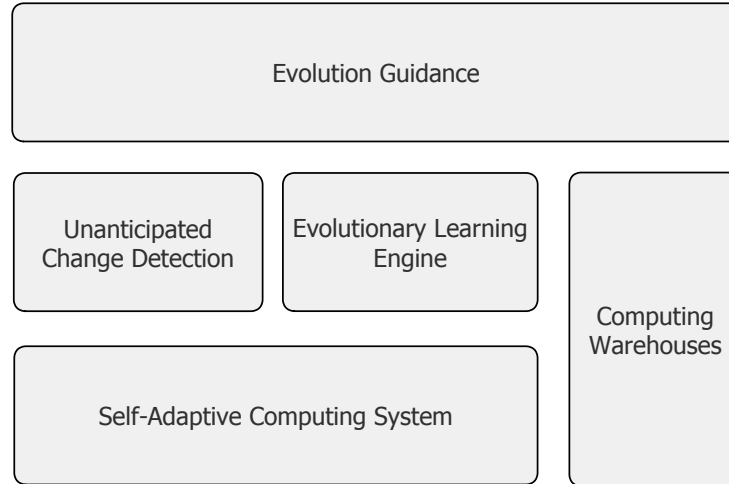 Evolution Guidance
Unanticipated
Change Detection
Evolutionary Learning
Engine
Computing
Warehouses
Self-Adaptive Computing System